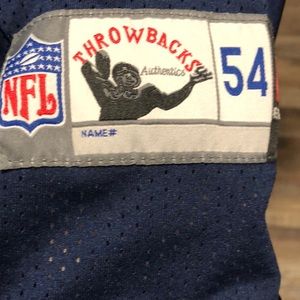 NFL
THROWBACKS
Authentics
54
NAME#